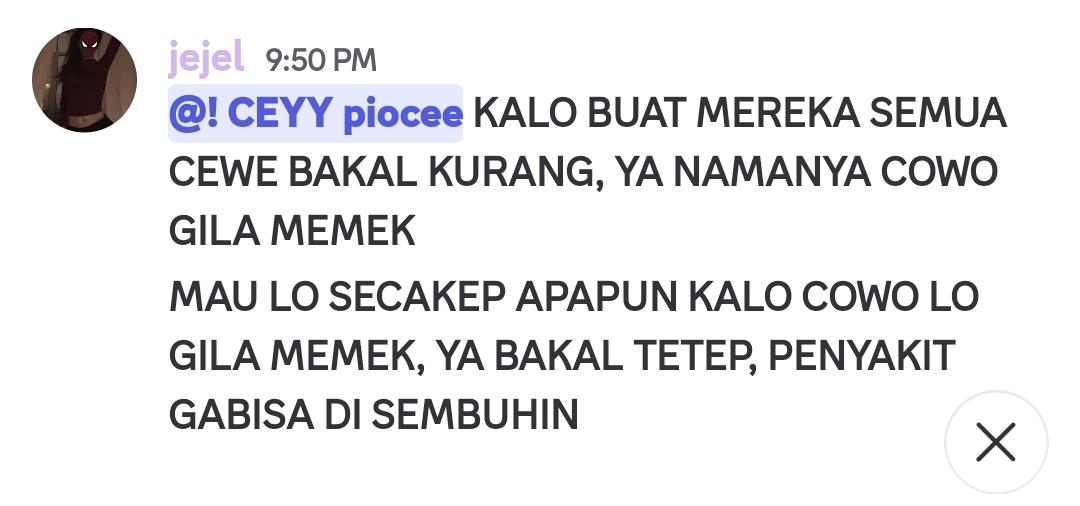 jejel 9:50 PM
@! CEYY piocee KALO BUAT MEREKA SEMUA
CEWE BAKAL KURANG, YA NAMANYA COWO
GILA MEMEK
MAU LO SECAKEP APAPUN KALO COWO LO
GILA MEMEK, YA BAKAL TETEP, PENYAKIT
GABISA DI SEMBUHIN